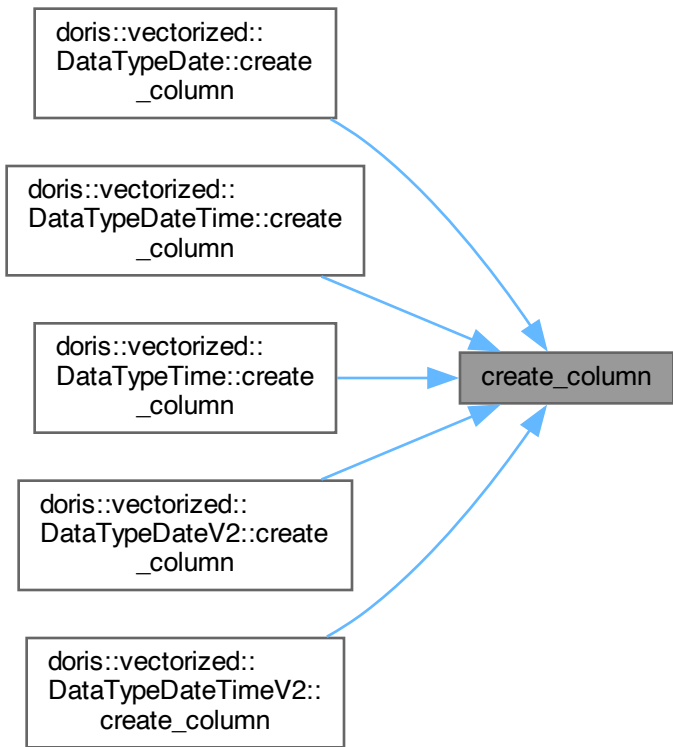 doris::vectorized::
DataTypeDate::create
_column
doris::vectorized::
DataTypeDateTime::create
_column
doris::vectorized::
DataTypeTime::create
_column
create_column
doris::vectorized::
DataTypeDateV2::create
_column
doris::vectorized::
DataTypeDateTimeV2::
create_column